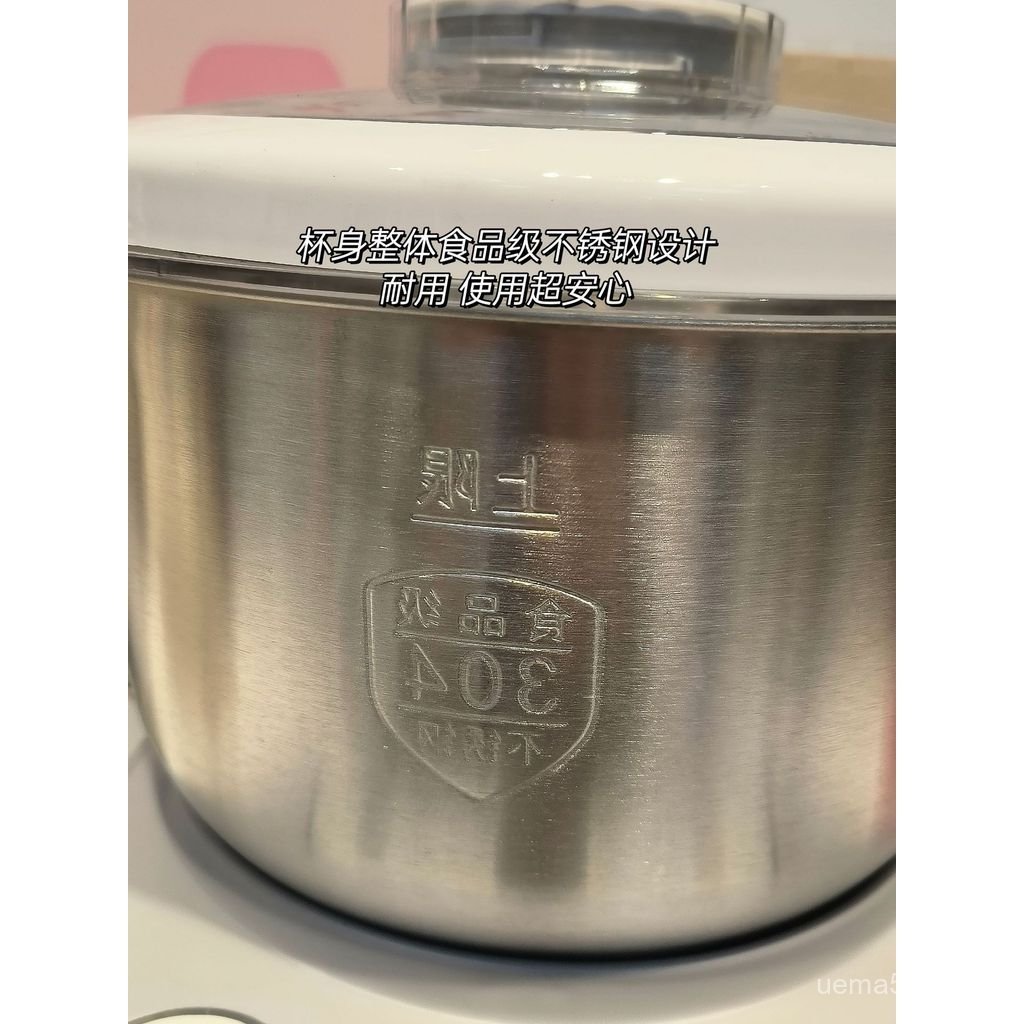 杯身整体食品级不锈钢设计
耐用 使用超安心
上限
食品级
304
不锈钢
uema5